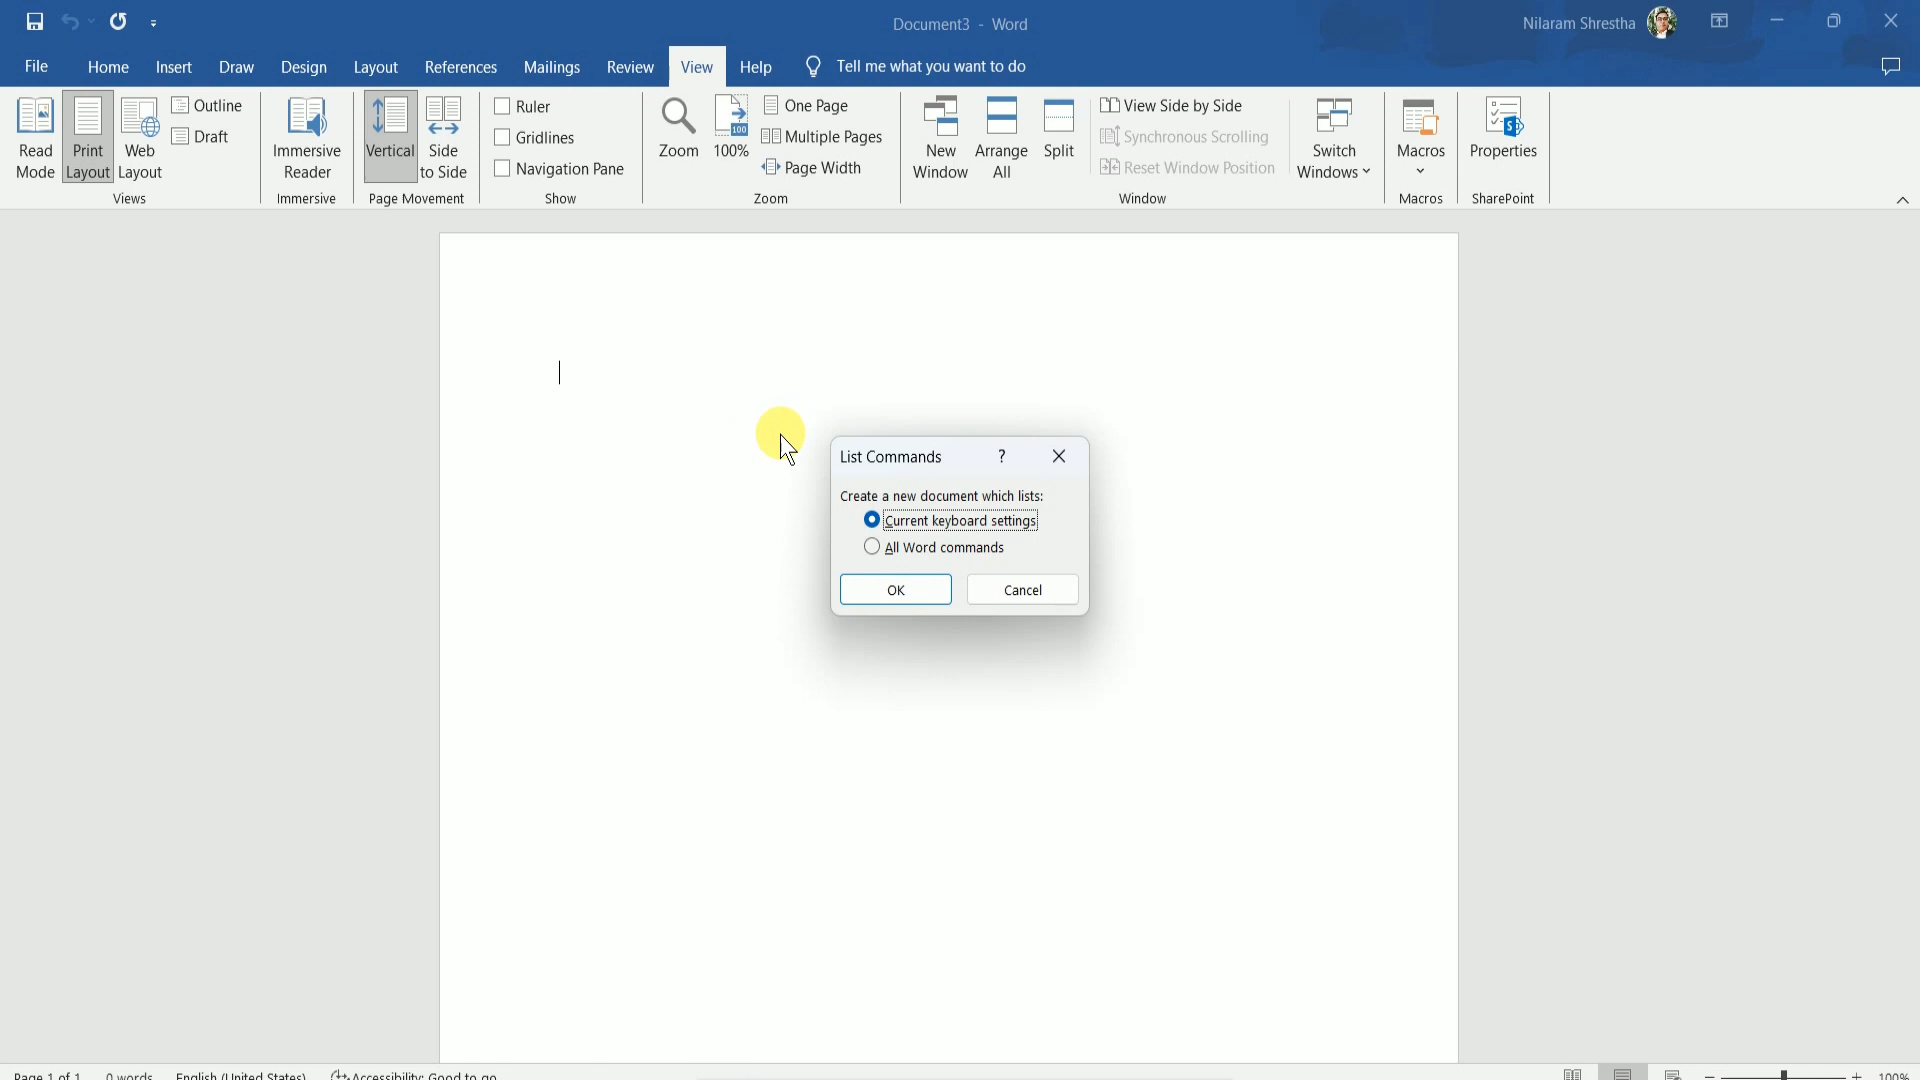 Document3 - Word
Nilaram Shrestha
File Home Insert Draw Design Layout References Mailings Review View Help Tell me what you want to do
Read Mode
Print Layout
Web Layout
Outline
Draft
Views
Immersive Reader
Immersive
Vertical
Side to Side
Page Movement
Ruler
Gridlines
Navigation Pane
Show
Zoom
100
100%
One Page
Multiple Pages
Page Width
Zoom
New Window
Arrange All
Split
View Side by Side
Synchronous Scrolling
Reset Window Position
Switch Windows
Window
Macros
Macros
Properties
SharePoint
List Commands ?
Create a new document which lists:
Current keyboard settings
All Word commands
OK Cancel
Page 1 of 1 0 words English (United States) Accessibility: Good to go 100%